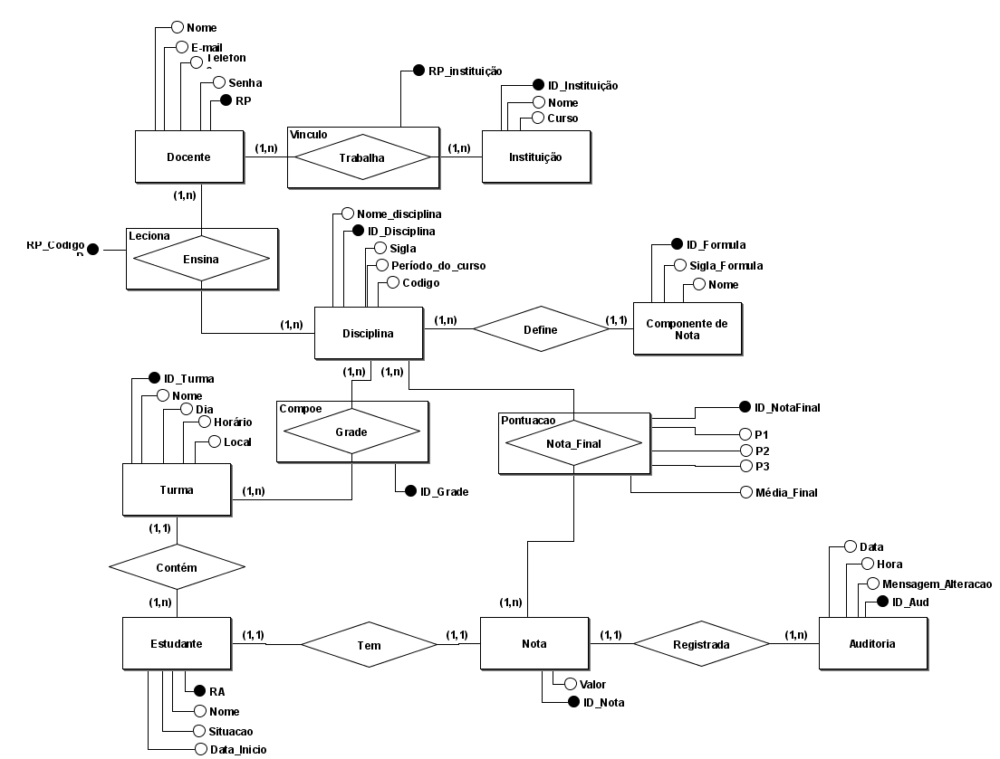 Nome
E-mail
Senha
RP
RP_instituição
ID_Instituição
Nome
Curso
Docente
(1,n)
Vinculo
Trabalha
(1,n)
Instituição
(1,n)
Leciona
Ensina
Nome_disciplina
ID_Disciplina
Sigla
Período_do_curso
Codigo
ID_Formula
Sigla_Formula
Nome
(1,n)
Disciplina
(1,n)
Define
(1,1)
Componente de
Nota
(1,n)
(1,n)
ID_Turma
Nome
Dia
Horário
Local
Compoe
Grade
ID_Grade
Pontuacao
Nota_Final
ID_NotaFinal
P1
P2
P3
Média_Final
Turma
(1,n)
(1,1)
Contém
(1,n)
(1,n)
Data
Hora
Mensagem_Alteracao
ID_Aud
Estudante
(1,1)
Tem
(1,1)
Nota
(1,1)
Registrada
(1,n)
Auditoria
RA
Nome
Situacao
Data_Inicio
Valor
ID_Nota